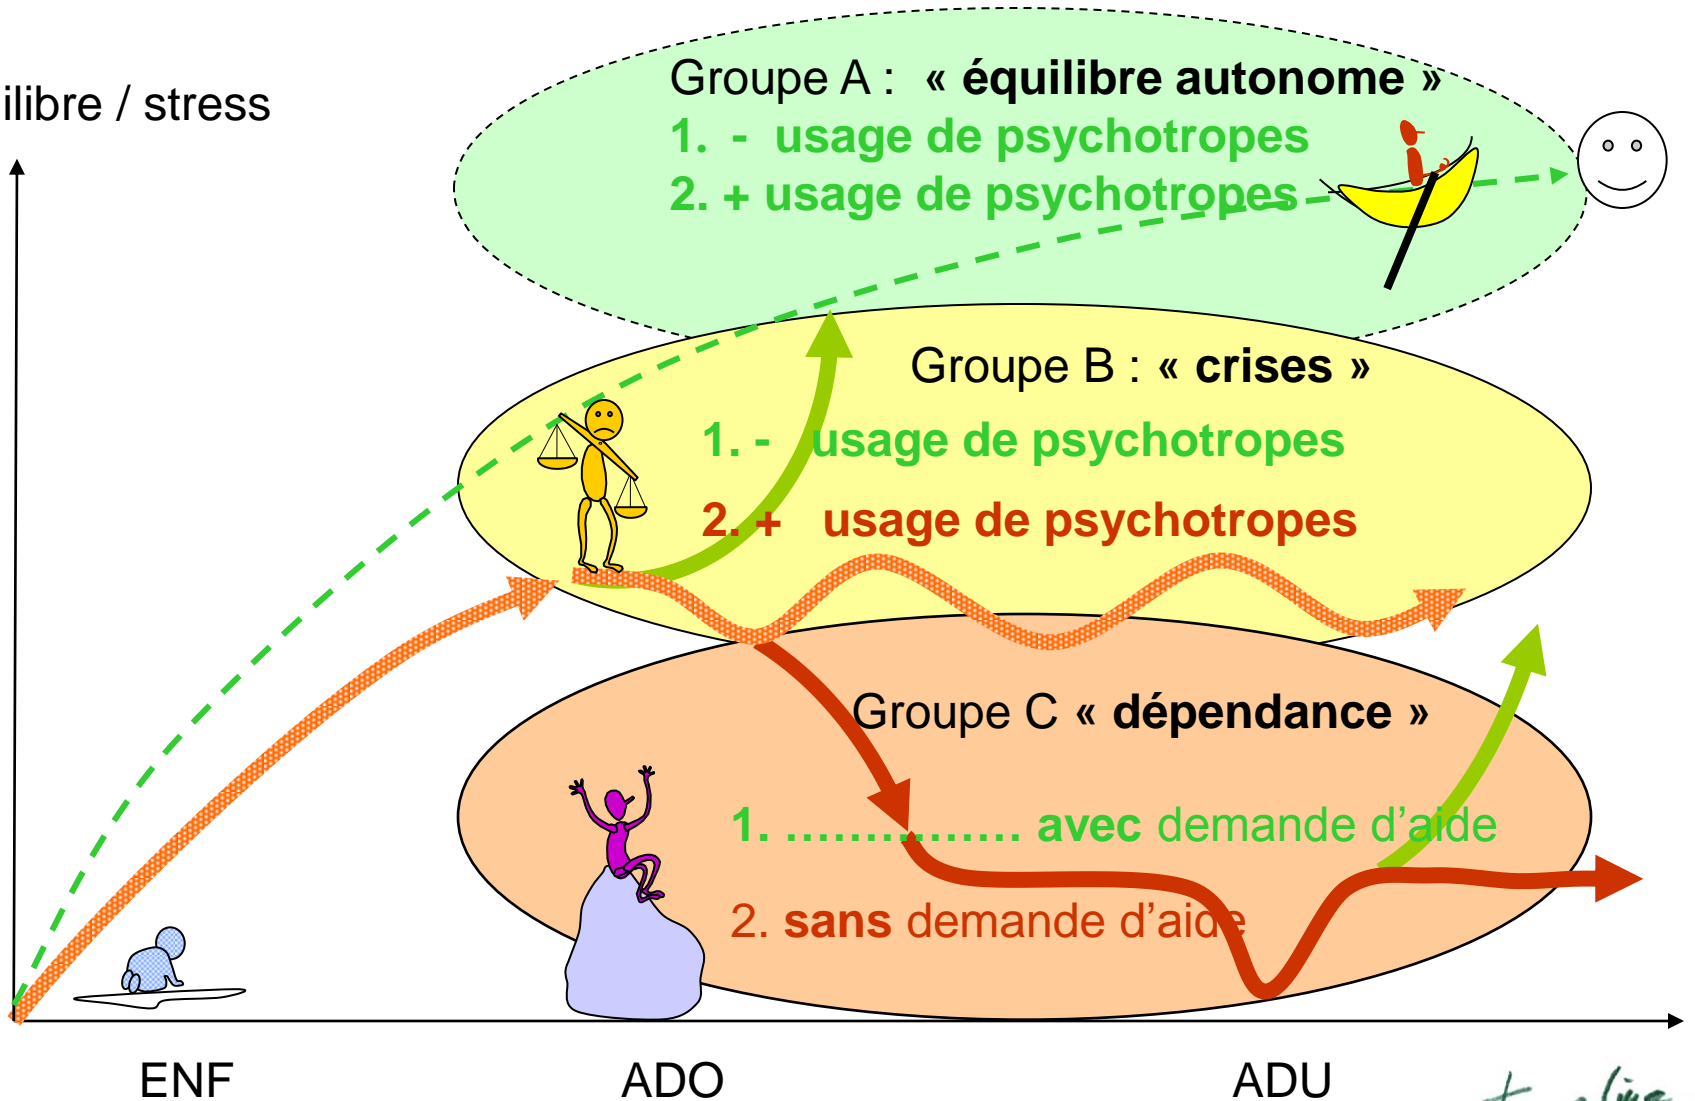 ilibre / stress
Groupe A : « équilibre autonome »
1. - usage de psychotropes
2. + usage de psychotropes
Groupe B : « crises »
1. - usage de psychotropes
2. + usage de psychotropes
Groupe C « dépendance »
1. …………… avec demande d’aide
2. sans demande d’aide
ENF ADO ADU